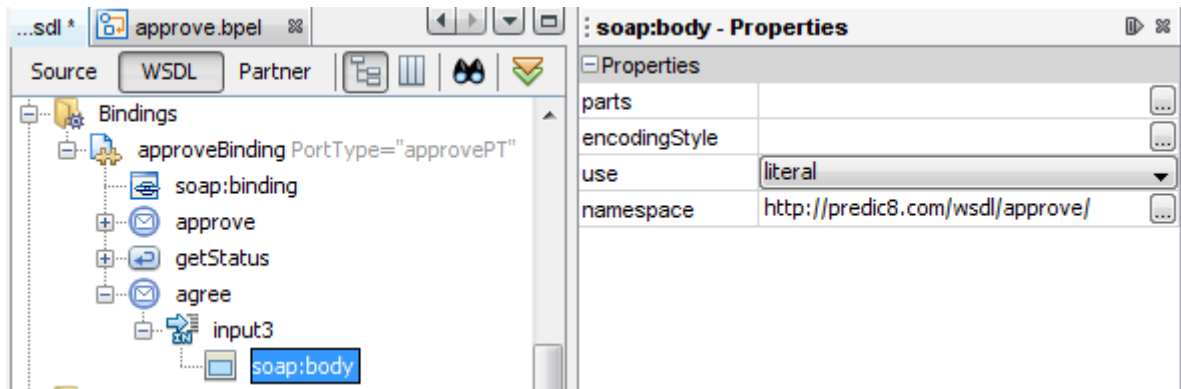 ...sdl * approve.bpel
Source WSDL Partner
Bindings
approveBinding PortType="approvePT"
soap:binding
approve
getStatus
agree
IN input3
soap:body
soap:body - Properties
Properties
parts ...
encodingStyle ...
use literal
namespace http://predic8.com/wsdl/approve/ ...